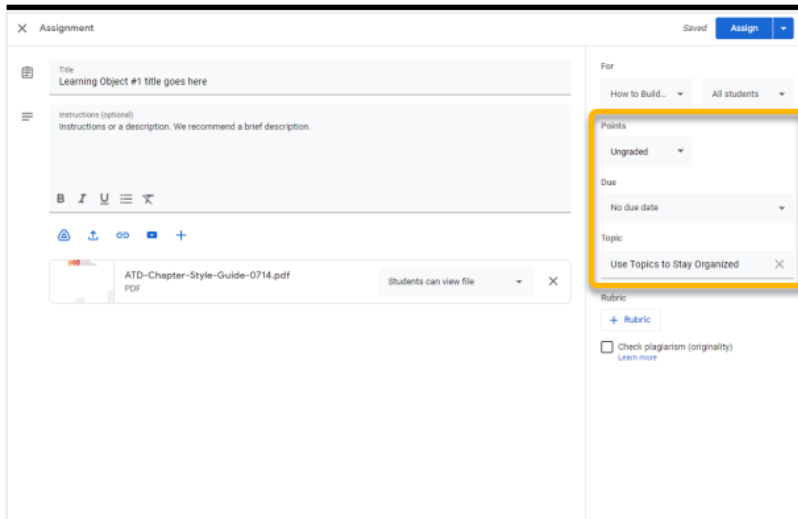 Assignment
Saved
Assign
Title
Learning Object #1 title goes here
Instructions (optional)
Instructions or a description. We recommend a brief description.
B I U
ATD-Chapter-Style-Guide-0714.pdf
PDF
Students can view file
For
How to Build...
All students
Points
Ungraded
Due
No due date
Topic
Use Topics to Stay Organized
Rubric
+ Rubric
Check plagiarism (originality)
Learn more